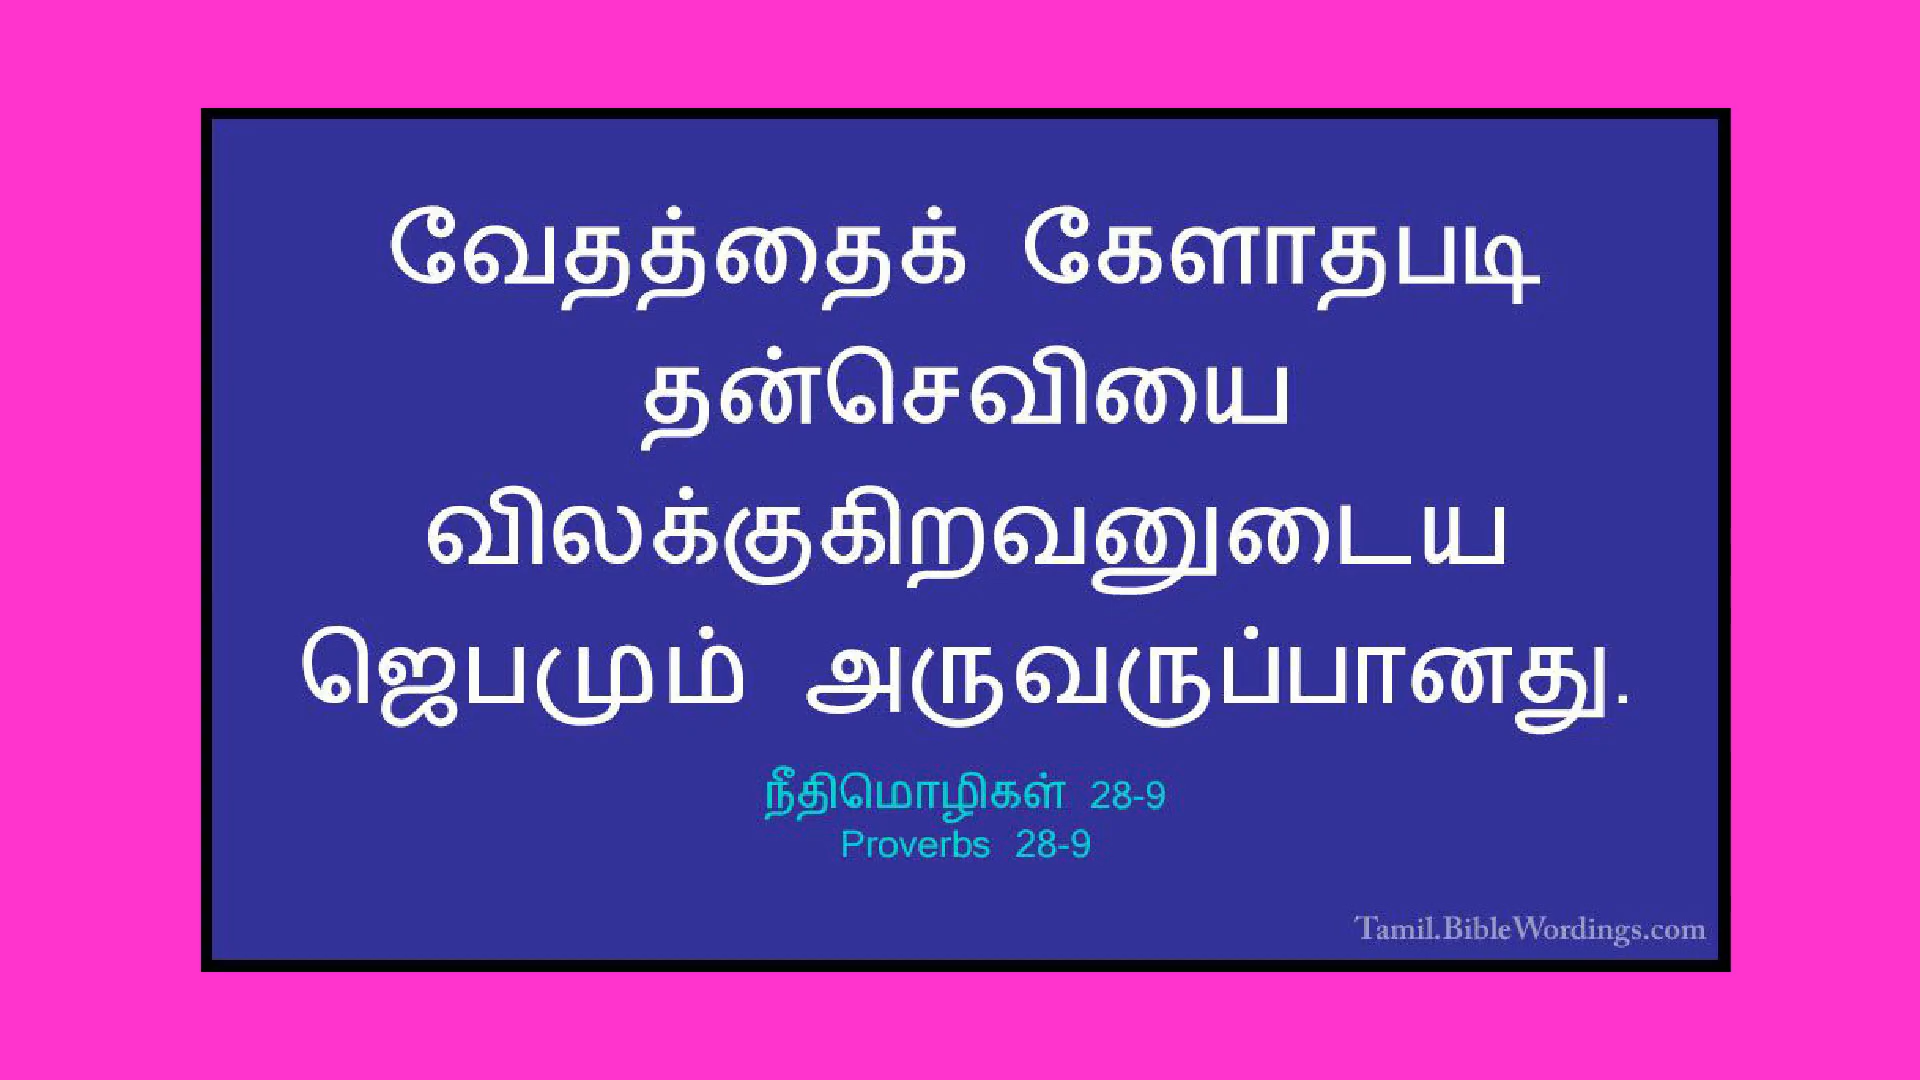 வேதத்தைக் கேளாதபடி
தன்செவியை
விலக்குகிறவனுடைய
ஜெபமும் அருவருப்பானது.
நீதிமொழிகள் 28-9
Proverbs 28-9
Tamil.BibleWordings.com